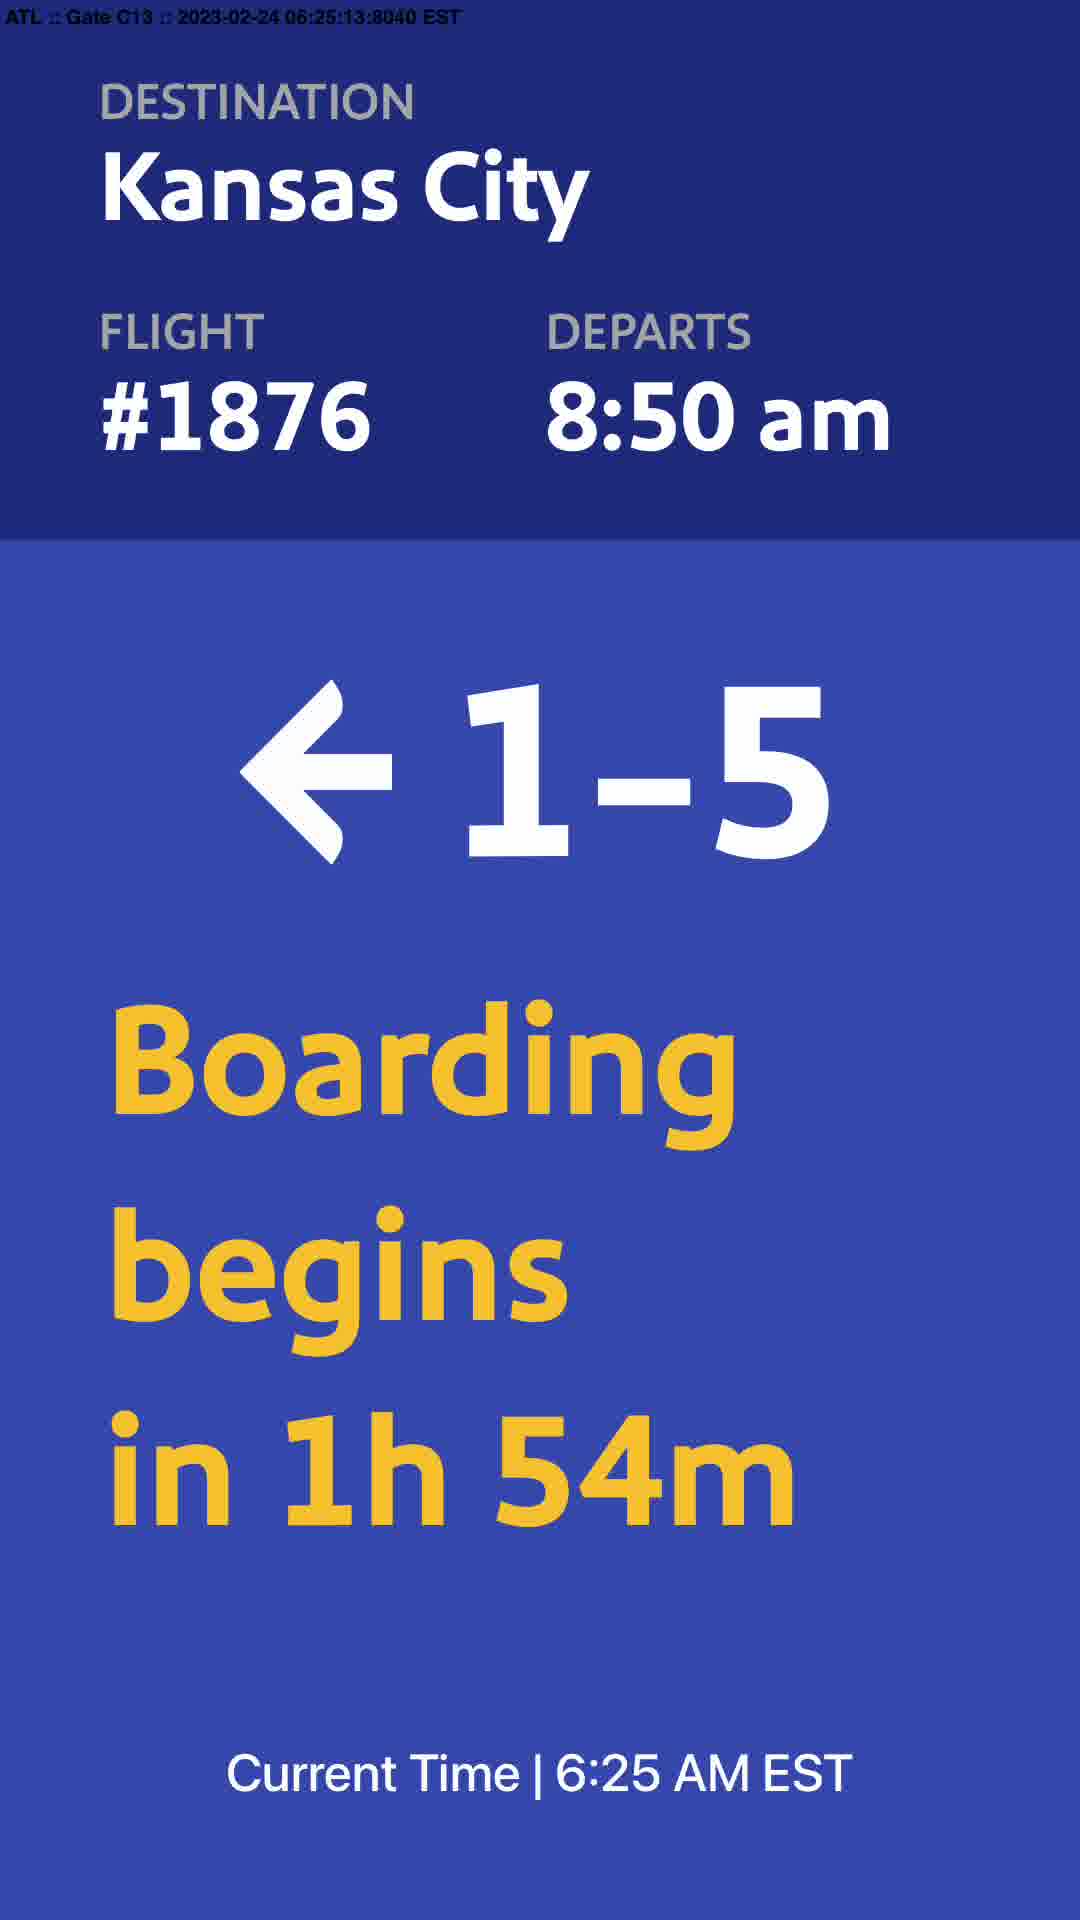 ATL :: Gate C13 :: 2023-02-24 06:25:13:8040 EST
DESTINATION
Kansas City
FLIGHT DEPARTS
#1876 8:50 am
← 1–5
Boarding
begins
in 1h 54m
Current Time | 6:25 AM EST